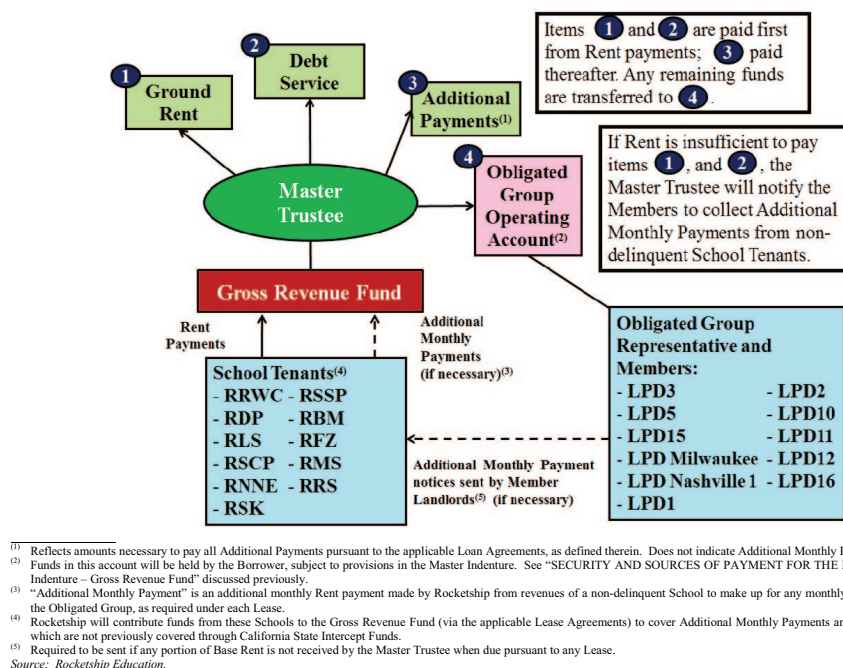 1
Ground
Rent
2
Debt
Service
3
Additional
Payments(1)
4
Obligated
Group
Operating
Account(2)
Items 1 and 2 are paid first
from Rent payments; 3 paid
thereafter. Any remaining funds
are transferred to 4.
If Rent is insufficient to pay
items 1, and 2, the
Master Trustee will notify the
Members to collect Additional
Monthly Payments from non-
delinquent School Tenants.
Master
Trustee
Gross Revenue Fund
Rent
Payments
Additional
Monthly
Payments
(if necessary)(3)
School Tenants(4)
- RRWC - RSSP
- RDP - RBM
- RLS - RFZ
- RSCP - RMS
- RNNE - RRS
- RSK
Additional Monthly Payment
notices sent by Member
Landlords(5) (if necessary)
Obligated Group
Representative and
Members:
- LPD3 - LPD2
- LPD5 - LPD10
- LPD15 - LPD11
- LPD Milwaukee - LPD12
- LPD Nashville 1 - LPD16
- LPD1
(1) Reflects amounts necessary to pay all Additional Payments pursuant to the applicable Loan Agreements, as defined therein. Does not indicate Additional Monthly
(2) Funds in this account will be held by the Borrower, subject to provisions in the Master Indenture. See “SECURITY AND SOURCES OF PAYMENT FOR THE
Indenture – Gross Revenue Fund” discussed previously.
(3) “Additional Monthly Payment” is an additional monthly Rent payment made by Rocketship from revenues of a non-delinquent School to make up for any monthly
the Obligated Group, as required under each Lease.
(4) Rocketship will contribute funds from these Schools to the Gross Revenue Fund (via the applicable Lease Agreements) to cover Additional Monthly Payments
which are not previously covered through California State Intercept Funds.
(5) Required to be sent if any portion of Base Rent is not received by the Master Trustee when due pursuant to any Lease.
Source: Rocketship Education.